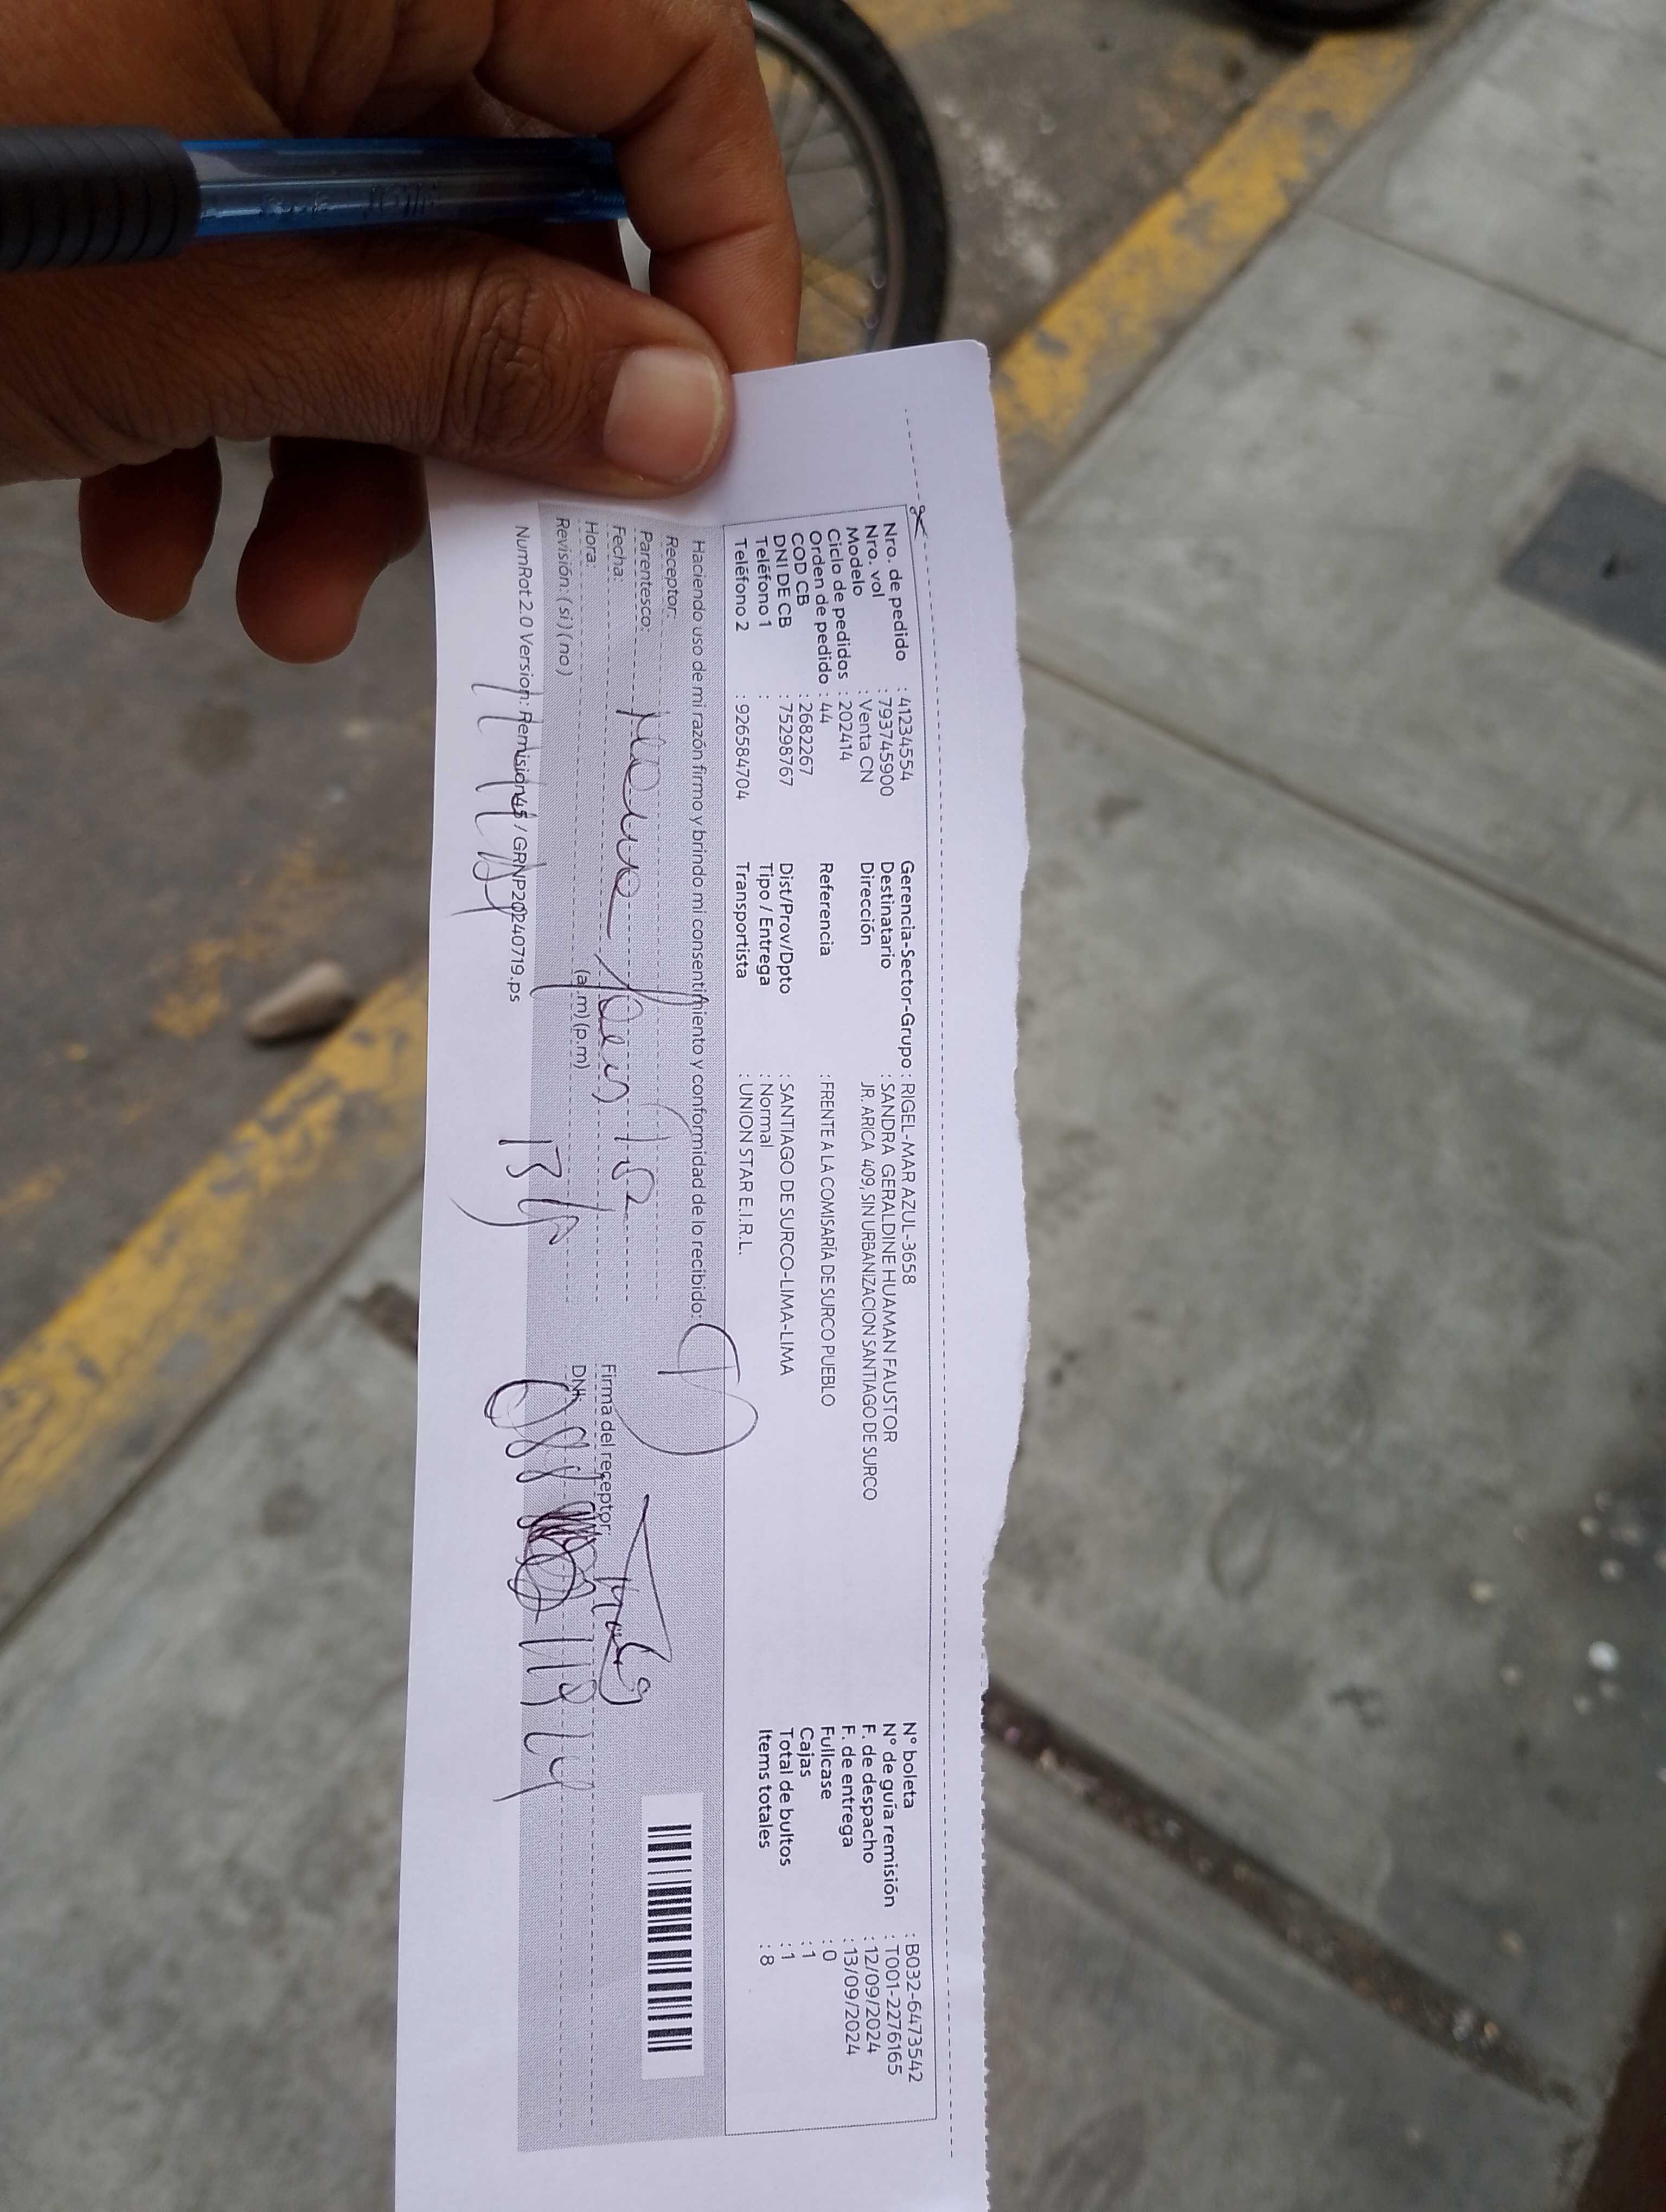 Nro. de pedido : 41234554 Gerencia-Sector-Grupo : RIGEL-MAR AZUL-3658 N° boleta : B032-6473542
Nro. vol : 793745900 Destinatario : SANDRA GERALDINE HUAMAN FAUSTOR N° de guía remisión : T001-2276165
Modelo : Venta CN Dirección JR. ARICA 409, SIN URBANIZACION SANTIAGO DE SURCO F. de despacho : 12/09/2024
Ciclo de pedidos : 202414 F. de entrega : 13/09/2024
Orden de pedido : 44 Referencia : FRENTE A LA COMISARÍA DE SURCO PUEBLO Fullcase : 0
COD CB : 2682267 Cajas : 1
DNI DE CB : 75298767 Dist/Prov/Dpto : SANTIAGO DE SURCO-LIMA-LIMA Total de bultos : 1
Teléfono 1 : Tipo / Entrega : Normal Items totales : 8
Teléfono 2 : 926584704 Transportista : UNION STAR E.I.R.L.
Haciendo uso de mi razón firmo y brindo mi consentimiento y conformidad de lo recibido:
Receptor:
Parentesco:
Fecha: Firma del receptor:
Hora: (a.m) (p.m) DNI:
Revisión: ( si ) ( no )
NumRot2.0 Version: Remision45 / GRNP20240719.ps